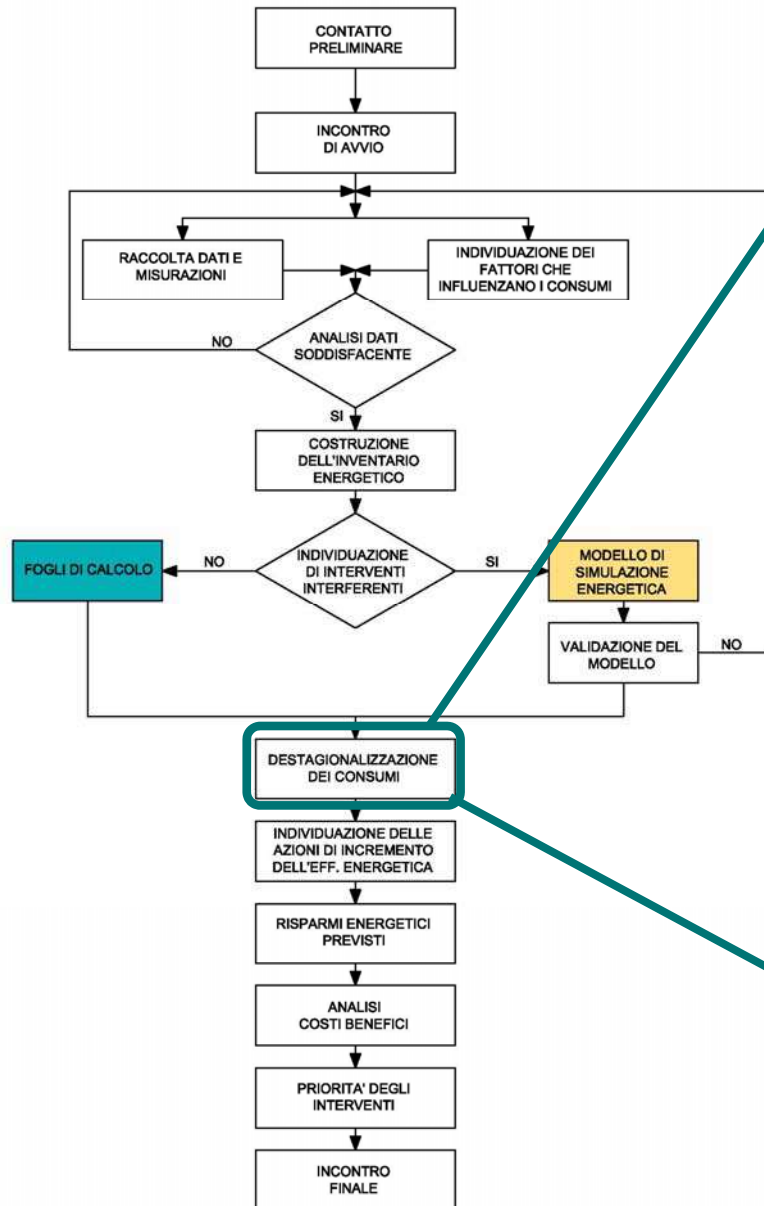 CONTATTO
PRELIMINARE
INCONTRO
DI AVVIO
RACCOLTA DATI E
MISURAZIONI
INDIVIDUAZIONE DEI
FATTORI CHE
INFLUENZANO I CONSUMI
NO
ANALISI DATI
SODDISFACENTE
SI
COSTRUZIONE
DELL'INVENTARIO
ENERGETICO
FOGLI DI CALCOLO
NO
INDIVIDUAZIONE
DI INTERVENTI
INTERFERENTI
SI
MODELLO DI
SIMULAZIONE
ENERGETICA
VALIDAZIONE DEL
MODELLO
NO
DESTAGIONALIZZAZIONE
DEI CONSUMI
INDIVIDUAZIONE DELLE
AZIONI DI INCREMENTO
DELL'EFF. ENERGETICA
RISPARMI ENERGETICI
PREVISTI
ANALISI
COSTI BENEFICI
PRIORITA' DEGLI
INTERVENTI
INCONTRO
FINALE